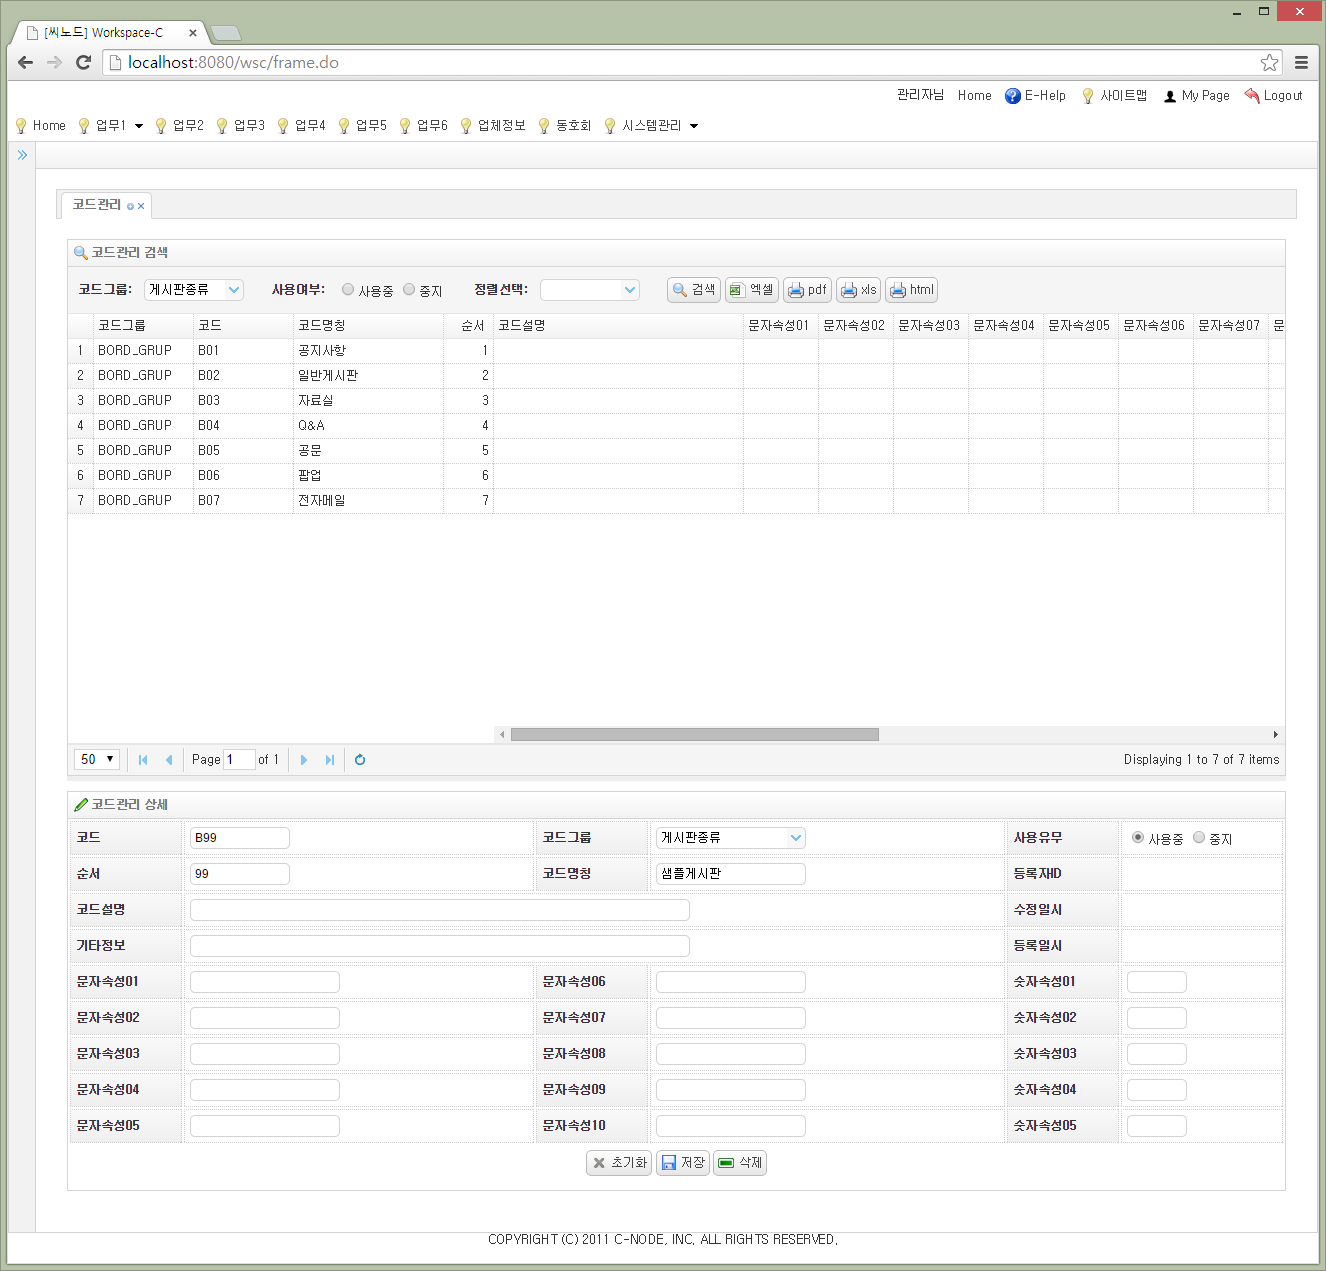 [씨노드] Workspace-C
localhost:8080/wsc/frame.do
관리자님 Home E-Help 사이트맵 My Page Logout
Home 업무1 업무2 업무3 업무4 업무5 업무6 업체정보 동호회 시스템관리
코드관리
코드관리 검색
코드그룹: 게시판종류 사용여부: 사용중 중지 정렬선택: 검색 엑셀 pdf xls html
코드그룹 코드 코드명칭 순서 코드설명 문자속성01 문자속성02 문자속성03 문자속성04 문자속성05 문자속성06 문자속성07 문
1 BORD_GRUP B01 공지사항 1
2 BORD_GRUP B02 일반게시판 2
3 BORD_GRUP B03 자료실 3
4 BORD_GRUP B04 Q&A 4
5 BORD_GRUP B05 공문 5
6 BORD_GRUP B06 팝업 6
7 BORD_GRUP B07 전자메일 7
50 Page 1 of 1 Displaying 1 to 7 of 7 items
코드관리 상세
코드 B99 코드그룹 게시판종류 사용유무 사용중 중지
순서 99 코드명칭 샘플게시판 등록자ID
코드설명 수정일시
기타정보 등록일시
문자속성01 문자속성06 숫자속성01
문자속성02 문자속성07 숫자속성02
문자속성03 문자속성08 숫자속성03
문자속성04 문자속성09 숫자속성04
문자속성05 문자속성10 숫자속성05
초기화 저장 삭제
COPYRIGHT (C) 2011 C-NODE, INC. ALL RIGHTS RESERVED.